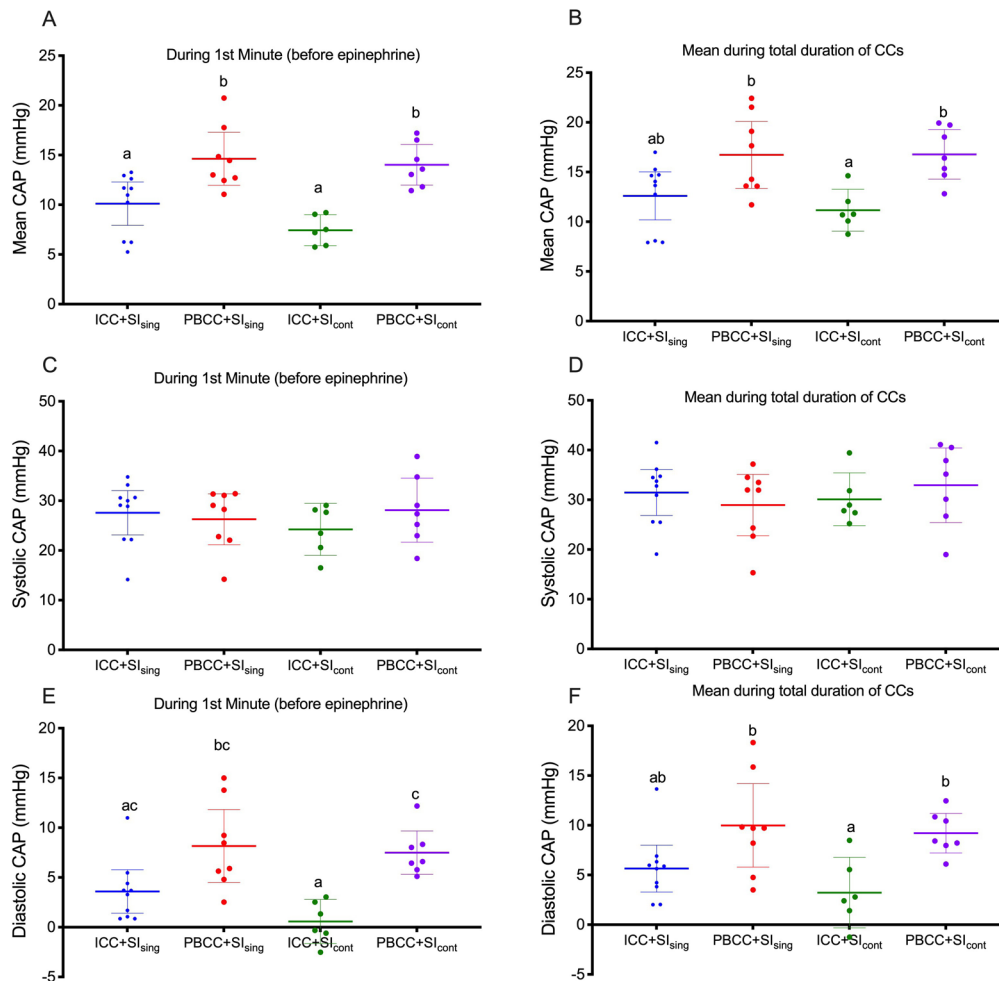 A
During 1st Minute (before epinephrine)
Mean CAP (mmHg)
25
20
15
10
5
0
a
b
a
b
ICC+SIsing
PBCC+SIsing
ICC+SIcont
PBCC+SIcont
B
Mean during total duration of CCs
Mean CAP (mmHg)
25
20
15
10
5
0
ab
b
a
b
ICC+SIsing
PBCC+SIsing
ICC+SIcont
PBCC+SIcont
C
During 1st Minute (before epinephrine)
Systolic CAP (mmHg)
50
40
30
20
10
0
ICC+SIsing
PBCC+SIsing
ICC+SIcont
PBCC+SIcont
D
Mean during total duration of CCs
Systolic CAP (mmHg)
50
40
30
20
10
0
ICC+SIsing
PBCC+SIsing
ICC+SIcont
PBCC+SIcont
E
During 1st Minute (before epinephrine)
Diastolic CAP (mmHg)
20
15
10
5
0
-5
ac
bc
a
c
ICC+SIsing
PBCC+SIsing
ICC+SIcont
PBCC+SIcont
F
Mean during total duration of CCs
Diastolic CAP (mmHg)
20
15
10
5
0
-5
ab
b
a
b
ICC+SIsing
PBCC+SIsing
ICC+SIcont
PBCC+SIcont